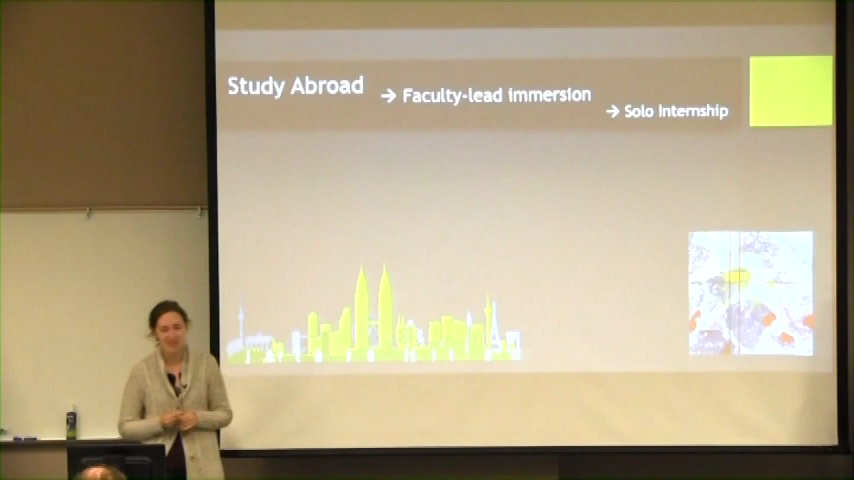 Study Abroad
→ Faculty-lead immersion
→ Solo Internship